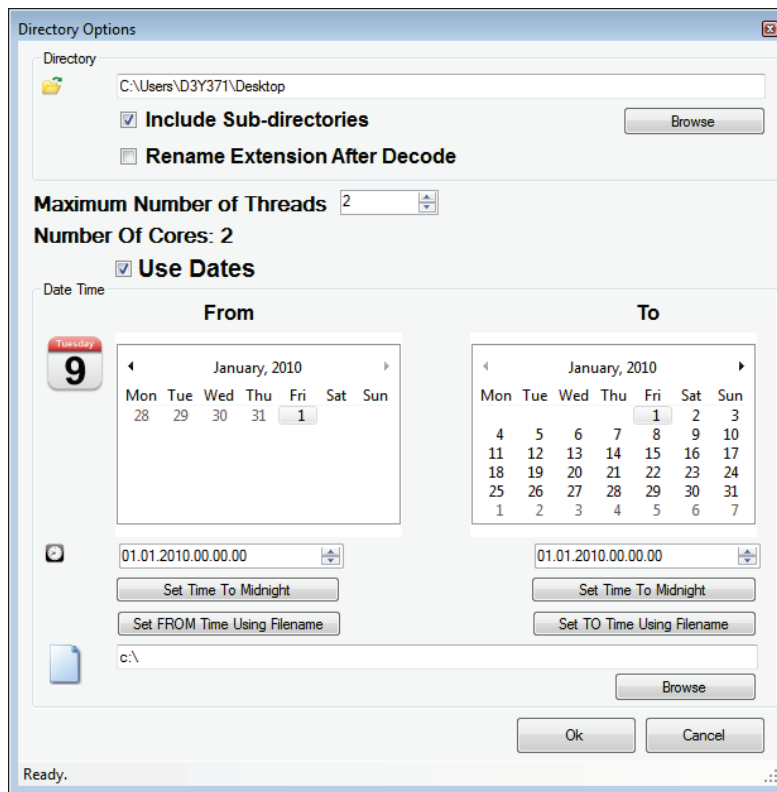 Directory Options
Directory
C:\Users\D3Y371\Desktop
Include Sub-directories
Browse
Rename Extension After Decode
Maximum Number of Threads 2
Number Of Cores: 2
Use Dates
Date Time
From To
Tuesday
9
January, 2010 January, 2010
Mon Tue Wed Thu Fri Sat Sun Mon Tue Wed Thu Fri Sat Sun
28 29 30 31 1 1 2 3
4 5 6 7 8 9 10
11 12 13 14 15 16 17
18 19 20 21 22 23 24
25 26 27 28 29 30 31
1 2 3 4 5 6 7
01.01.2010.00.00.00 01.01.2010.00.00.00
Set Time To Midnight Set Time To Midnight
Set FROM Time Using Filename Set TO Time Using Filename
c:\
Browse
Ok Cancel
Ready.